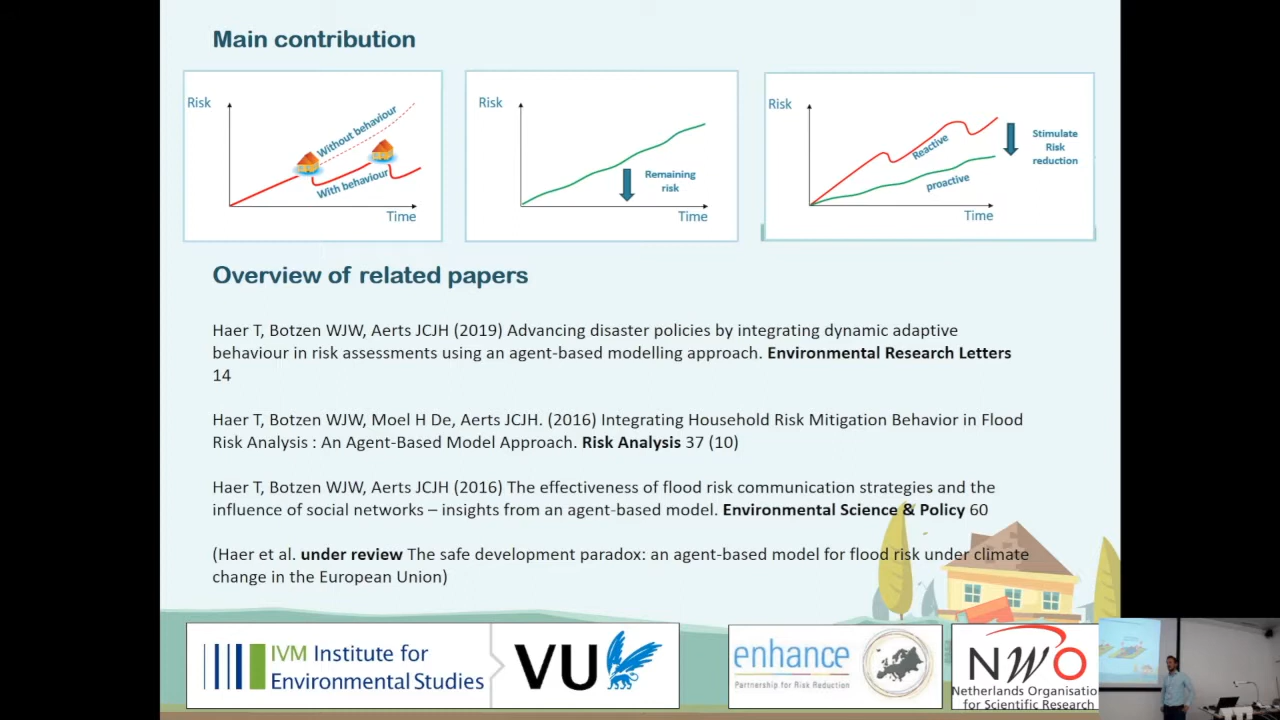 Main contribution
Risk
Without behaviour
With behaviour
Time
Risk
Remaining
risk
Time
Risk
Reactive
proactive
Stimulate
Risk
reduction
Time
Overview of related papers
Haer T, Botzen WJW, Aerts JCJH (2019) Advancing disaster policies by integrating dynamic adaptive
behaviour in risk assessments using an agent-based modelling approach. Environmental Research Letters
14
Haer T, Botzen WJW, Moel H De, Aerts JCJH. (2016) Integrating Household Risk Mitigation Behavior in Flood
Risk Analysis : An Agent-Based Model Approach. Risk Analysis 37 (10)
Haer T, Botzen WJW, Aerts JCJH (2016) The effectiveness of flood risk communication strategies and the
influence of social networks – insights from an agent-based model. Environmental Science & Policy 60
(Haer et al. under review The safe development paradox: an agent-based model for flood risk under climate
change in the European Union)
IVM Institute for
Environmental Studies
VU
enhance
Partnership for Risk Reduction
NWO
Netherlands Organisatio
for Scientific Research